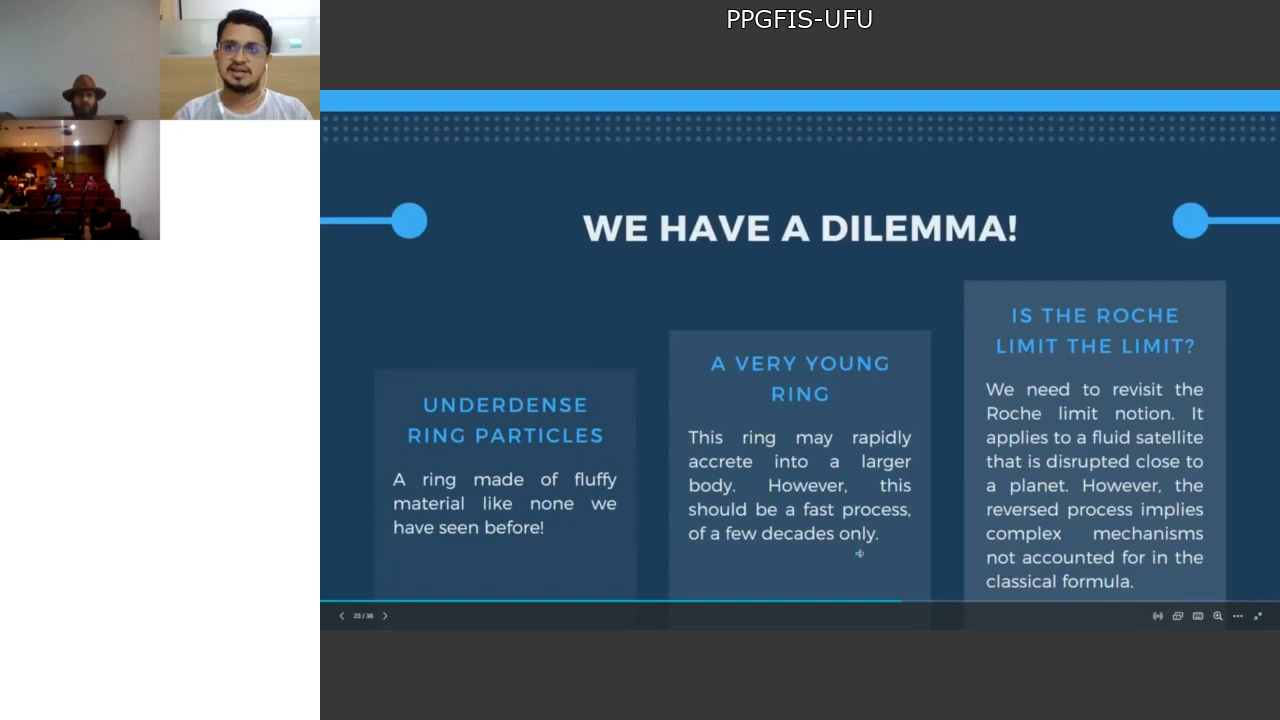 PPGFIS-UFU
WE HAVE A DILEMMA!
UNDERDENSE
RING PARTICLES
A ring made of fluffy
material like none we
have seen before!
A VERY YOUNG
RING
This ring may rapidly
accrete into a larger
body. However, this
should be a fast process,
of a few decades only.
IS THE ROCHE
LIMIT THE LIMIT?
We need to revisit the
Roche limit notion. It
applies to a fluid satellite
that is disrupted close to
a planet. However, the
reversed process implies
complex mechanisms
not accounted for in the
classical formula.
23 / 38